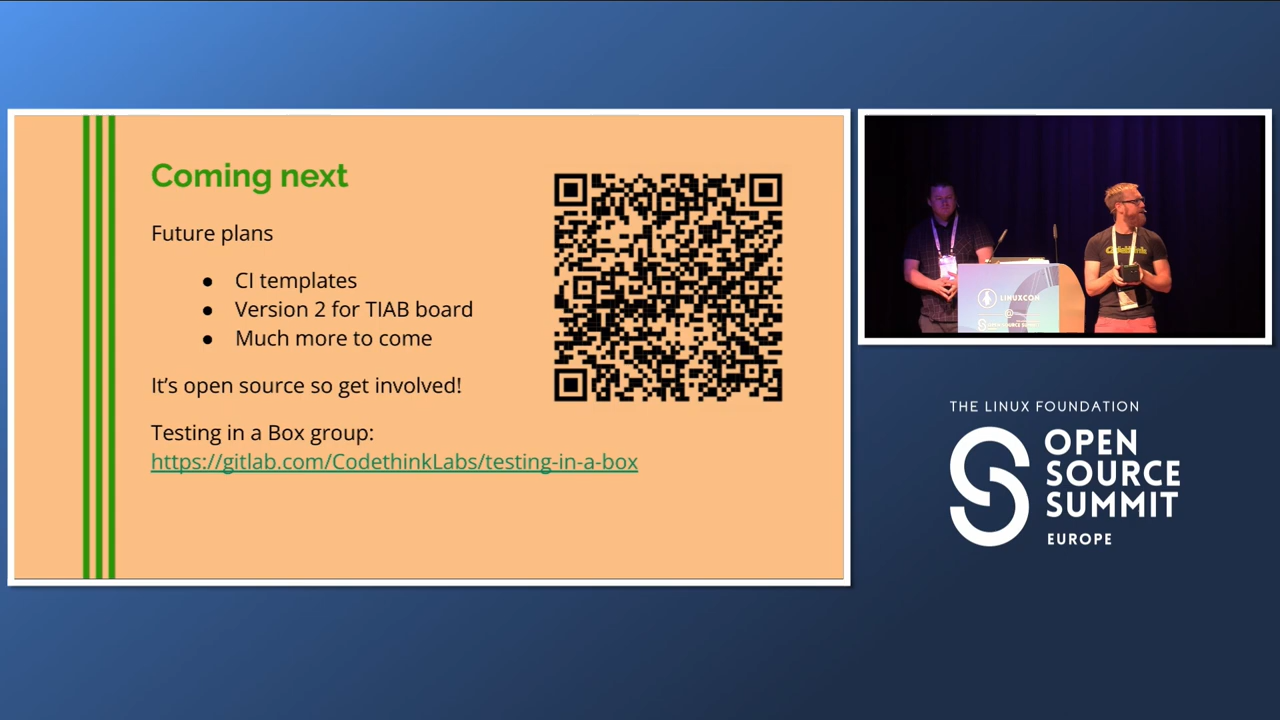 Coming next
Future plans
● CI templates
● Version 2 for TIAB board
● Much more to come
It's open source so get involved!
Testing in a Box group:
https://gitlab.com/CodethinkLabs/testing-in-a-box
Codethink
LINUXCON
@
THE LINUX FOUNDATION
OPEN
SOURCE
SUMMIT
EUROPE